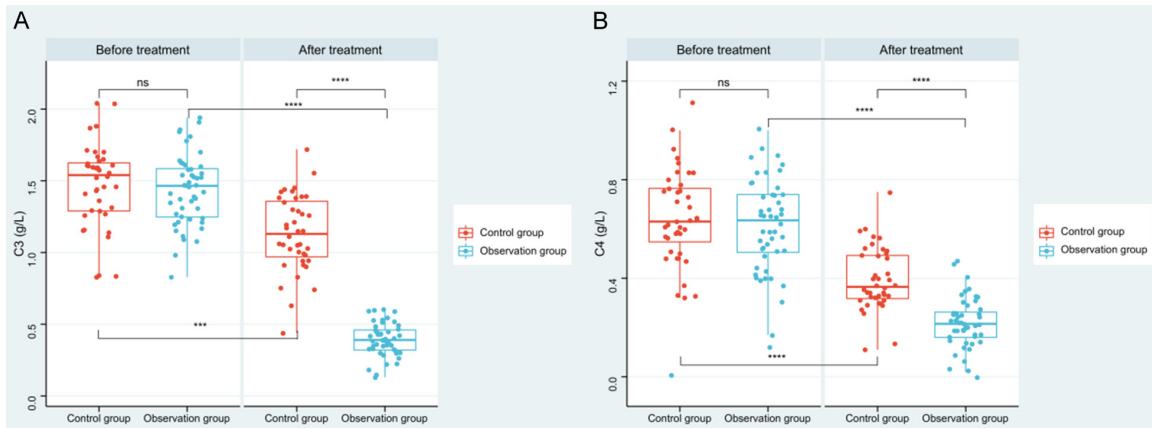 A
Before treatment
After treatment
ns
****
****
***
C3 (g/L)
2.0
1.5
1.0
0.5
0.0
Control group
Observation group
Control group
Observation group
Control group
Observation group
B
Before treatment
After treatment
ns
****
****
****
C4 (g/L)
1.2
0.8
0.4
0.0
Control group
Observation group
Control group
Observation group
Control group
Observation group